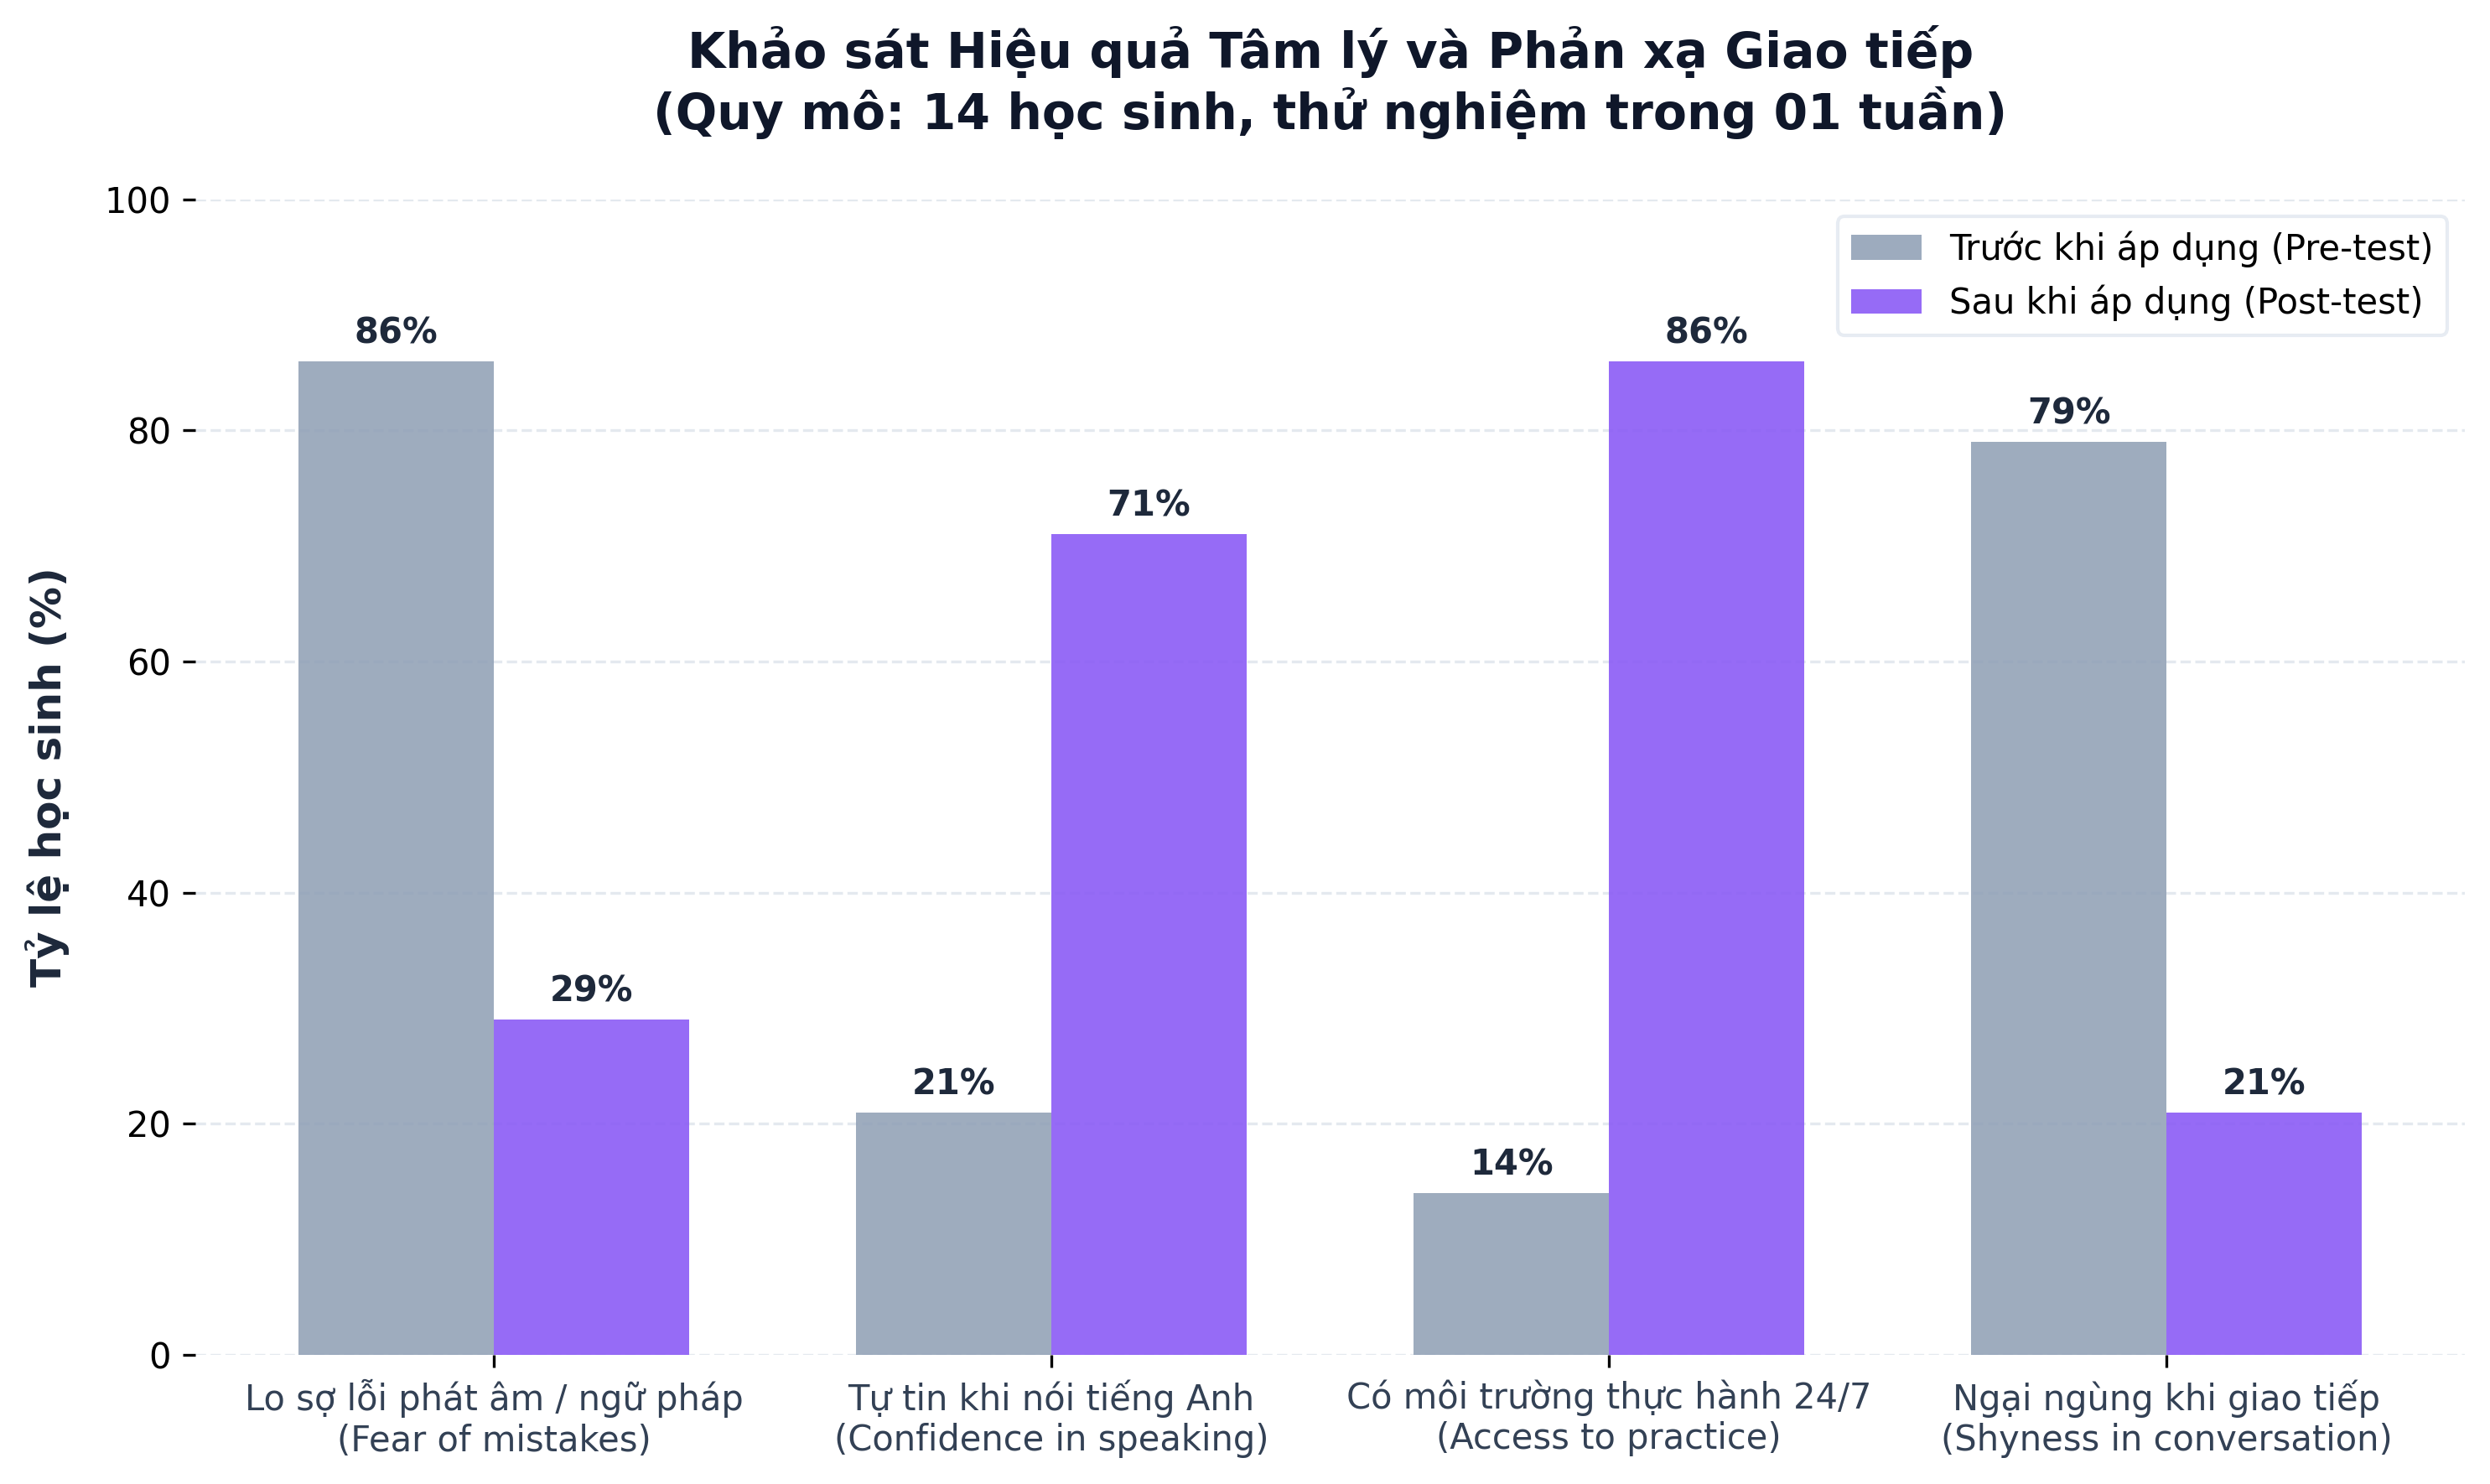 Khảo sát Hiệu quả Tâm lý và Phản xạ Giao tiếp
(Quy mô: 14 học sinh, thử nghiệm trong 01 tuần)
Tỷ lệ học sinh (%)
100
80
60
40
20
0
Trước khi áp dụng (Pre-test)
Sau khi áp dụng (Post-test)
86%
29%
21%
71%
14%
86%
79%
21%
Lo sợ lỗi phát âm / ngữ pháp
(Fear of mistakes)
Tự tin khi nói tiếng Anh
(Confidence in speaking)
Có môi trường thực hành 24/7
(Access to practice)
Ngại ngùng khi giao tiếp
(Shyness in conversation)